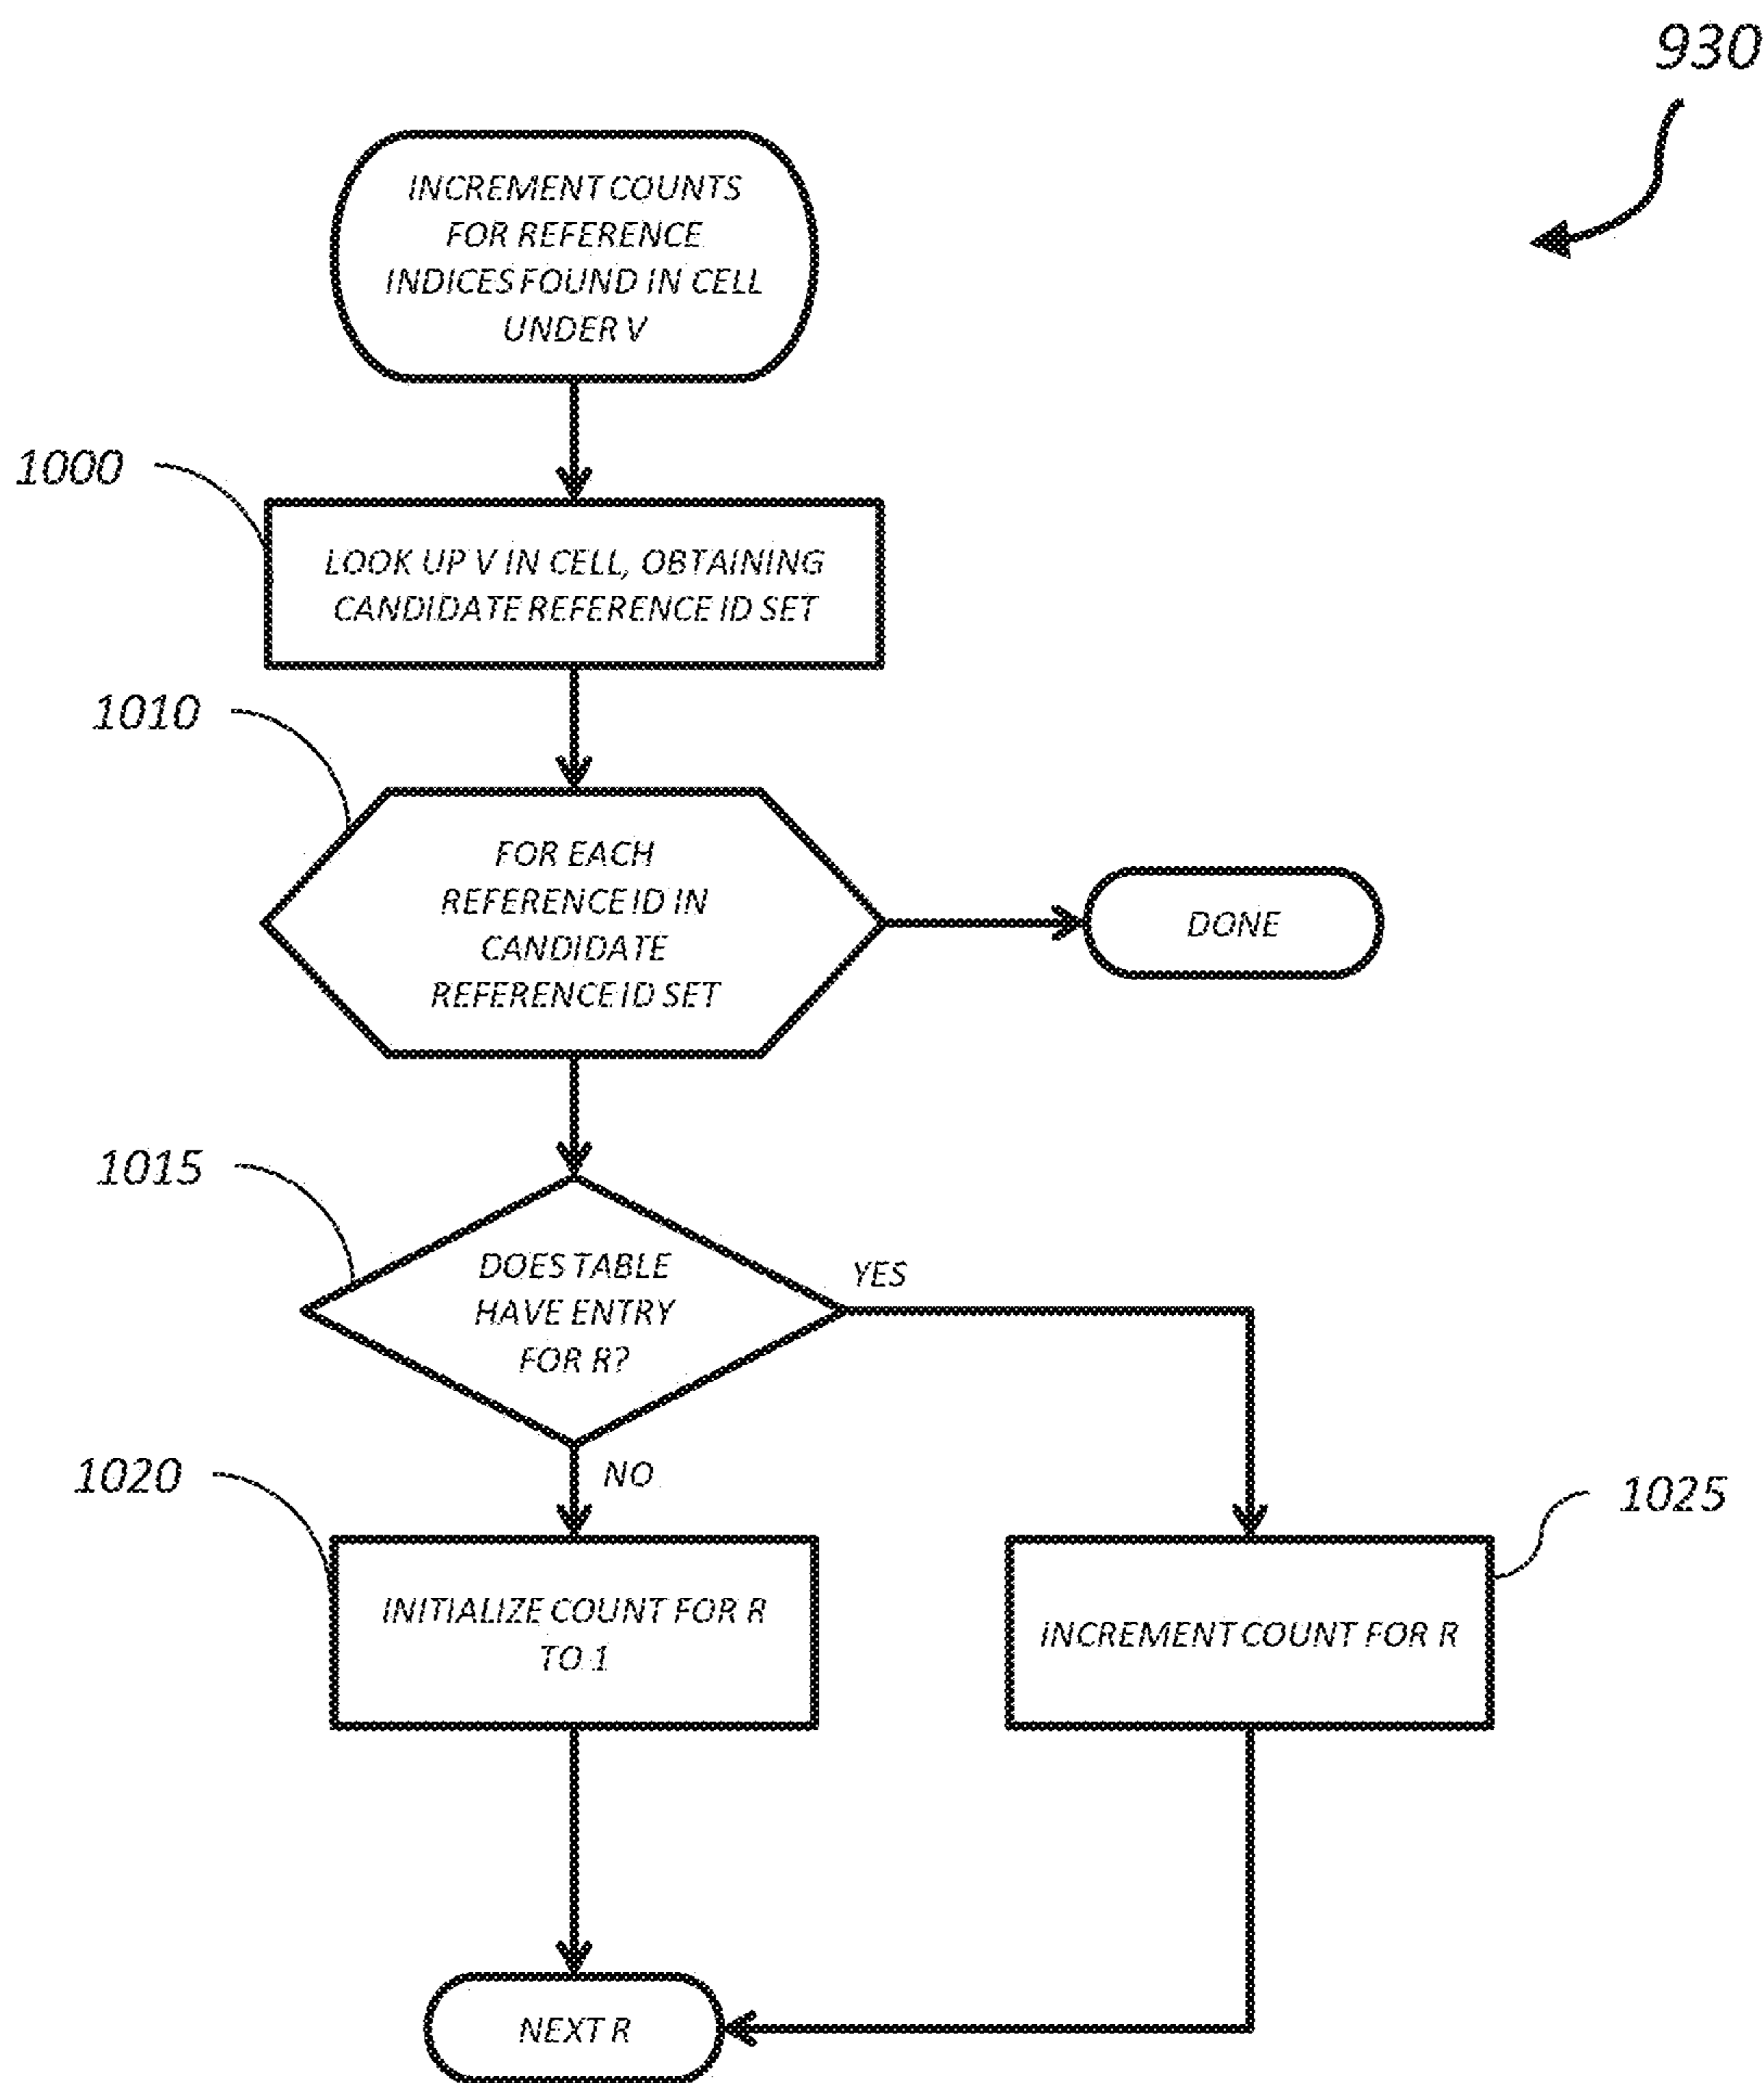 930
INCREMENT COUNTS
FOR REFERENCE
INDICES FOUND IN CELL
UNDER V
1000
LOOK UP V IN CELL, OBTAINING
CANDIDATE REFERENCE ID SET
1010
FOR EACH
REFERENCE ID IN
CANDIDATE
REFERENCE ID SET
DONE
1015
DOES TABLE
HAVE ENTRY
FOR R?
YES
NO
1020
INITIALIZE COUNT FOR R
TO 1
1025
INCREMENT COUNT FOR R
NEXT R